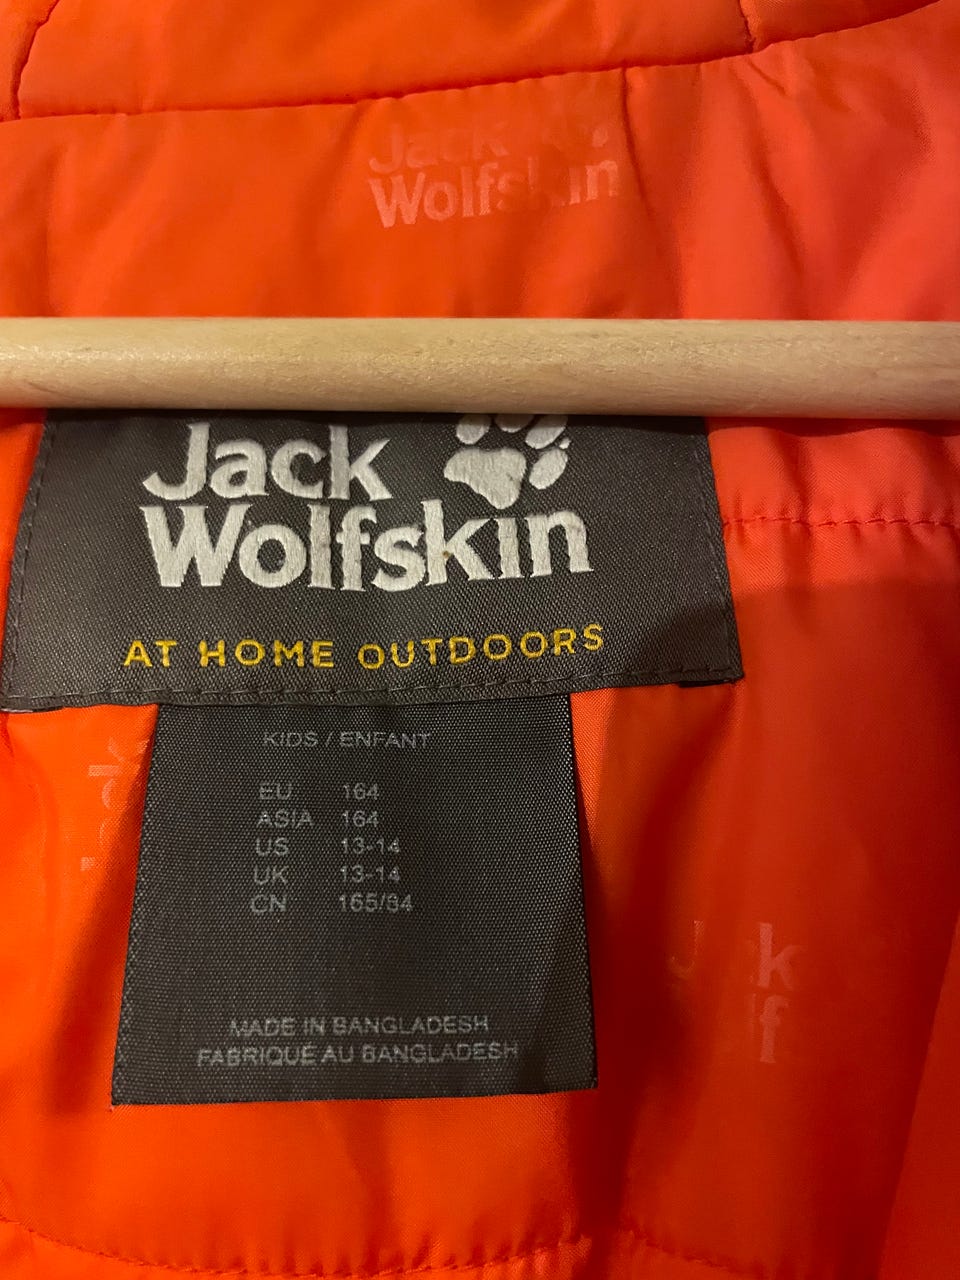 Jack
Wolfskin
Jack
Wolfskin
AT HOME OUTDOORS
KIDS / ENFANT
EU 164
ASIA 164
US 13-14
UK 13-14
CN 165/84
MADE IN BANGLADESH
FABRIQUÉ AU BANGLADESH